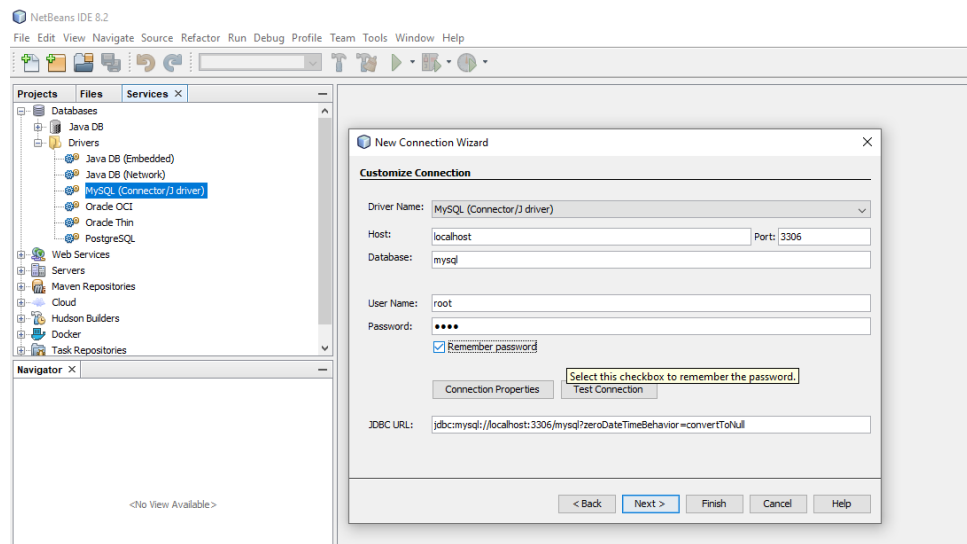 NetBeans IDE 8.2
File Edit View Navigate Source Refactor Run Debug Profile Team Tools Window Help
Projects Files Services
Databases
Java DB
Drivers
Java DB (Embedded)
Java DB (Network)
MySQL (Connector/J driver)
Oracle OCI
Oracle Thin
PostgreSQL
Web Services
Servers
Maven Repositories
Cloud
Hudson Builders
Docker
Task Repositories
Navigator
<No View Available>
New Connection Wizard
Customize Connection
Driver Name: MySQL (Connector/J driver)
Host: localhost Port: 3306
Database: mysql
User Name: root
Password: ••••
Remember password
Select this checkbox to remember the password.
Connection Properties Test Connection
JDBC URL: jdbc:mysql://localhost:3306/mysql?zeroDateTimeBehavior=convertToNull
< Back Next > Finish Cancel Help